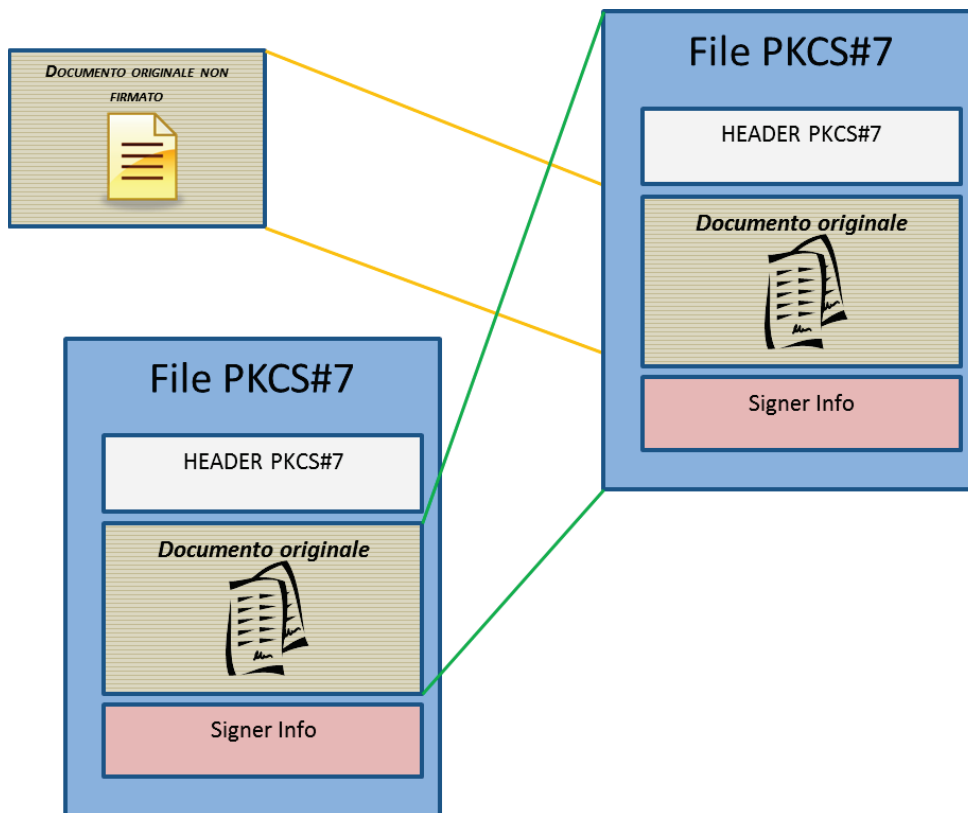 DOCUMENTO ORIGINALE NON
FIRMATO
File PKCS#7
HEADER PKCS#7
Documento originale
Signer Info
File PKCS#7
HEADER PKCS#7
Documento originale
Signer Info